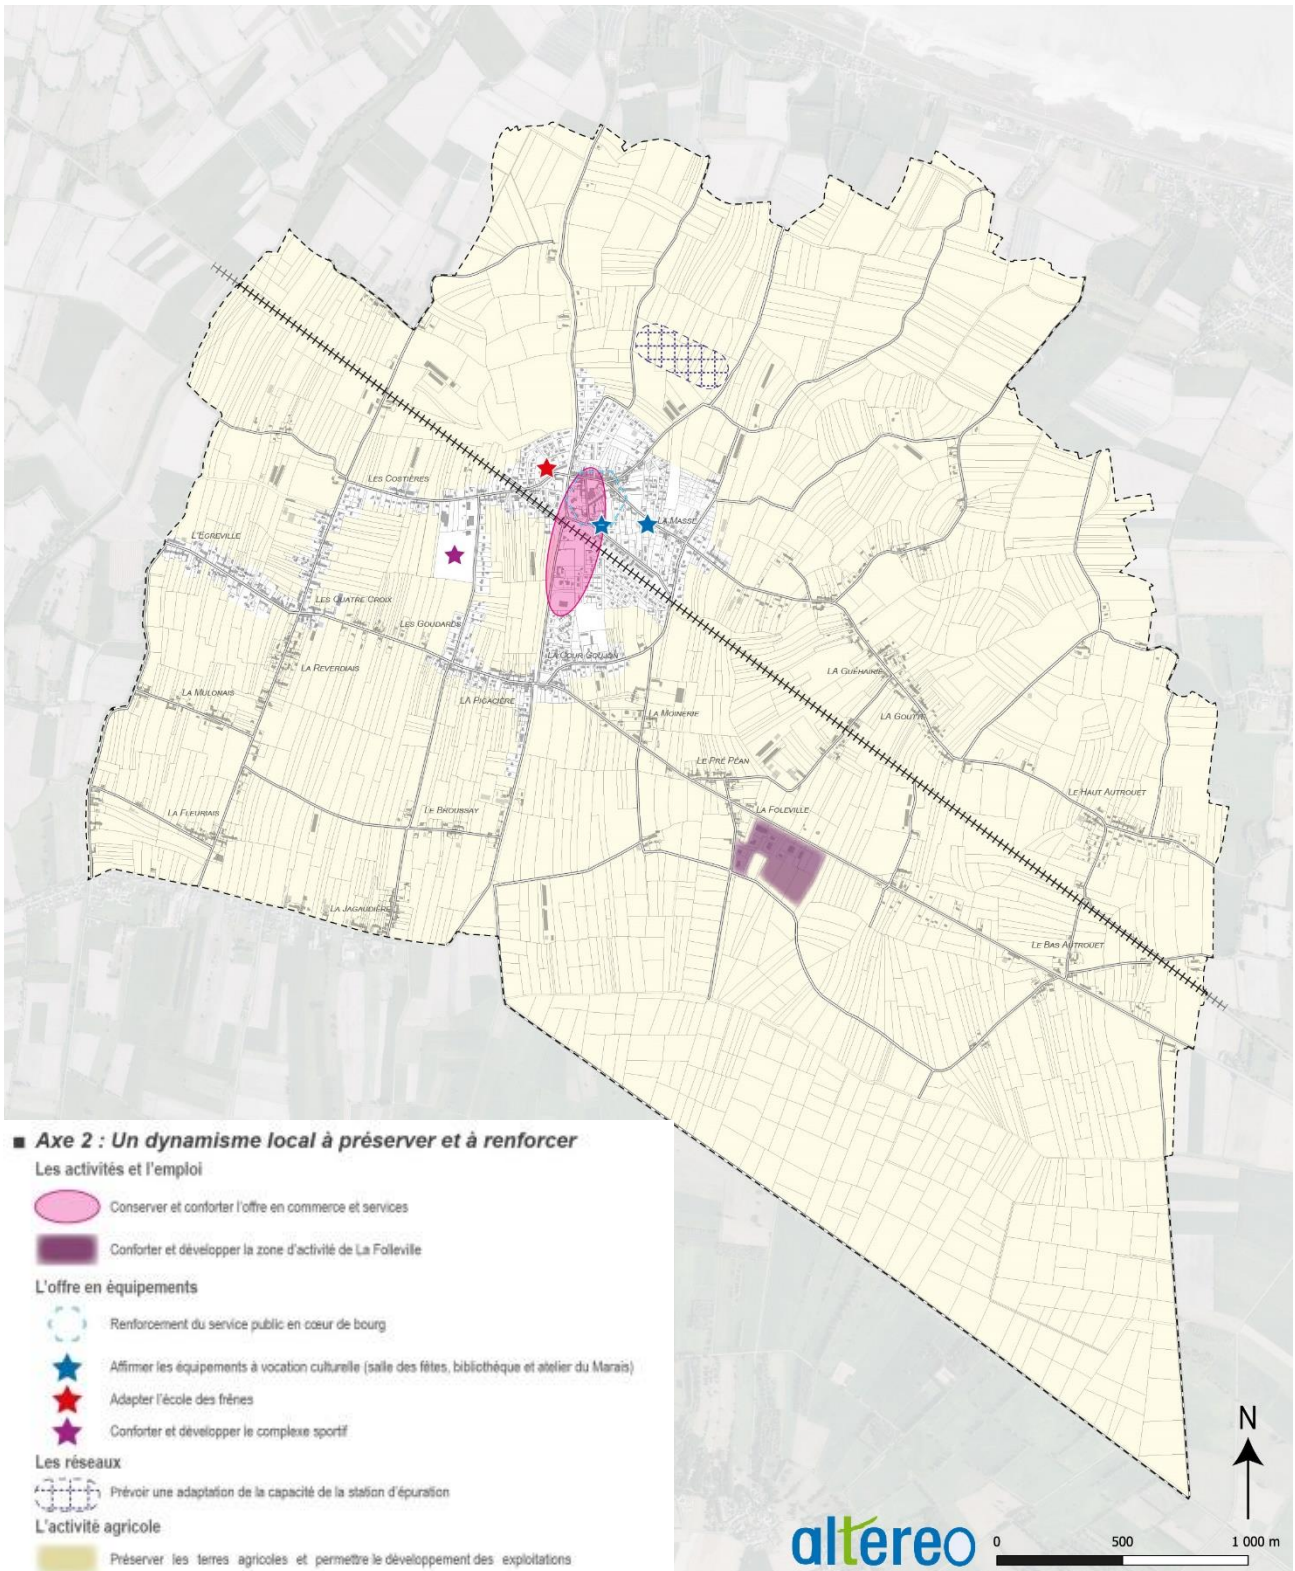 LES COSTIÈRES
L'EGREVILLE
LA MASSE
LES QUATRE CROIX
LES GOUDARDS
LA REVERDIAIS
LA COUR GOUJON
LA GUÉHAIRIE
LA MULONAIS
LA PIGACIÈRE
LA MOINERIE
LA GOUTTE
LE PRÉ PÉAN
LE HAUT AUTROUET
LA FLEURIAIS
LE BROUSSAY
LA FOLEVILLE
LA JAGAUDIÈRE
LE BAS AUTROUET
■ Axe 2 : Un dynamisme local à préserver et à renforcer
Les activités et l'emploi
Conserver et conforter l'offre en commerce et services
Conforter et développer la zone d'activité de La Folleville
L'offre en équipements
Renforcement du service public en cœur de bourg
Affirmer les équipements à vocation culturelle (salle des fêtes, bibliothèque et atelier du Marais)
Adapter l'école des frênes
Conforter et développer le complexe sportif
Les réseaux
Prévoir une adaptation de la capacité de la station d'épuration
L'activité agricole
Préserver les terres agricoles et permettre le développement des exploitations
N
altereo
0 500 1 000 m